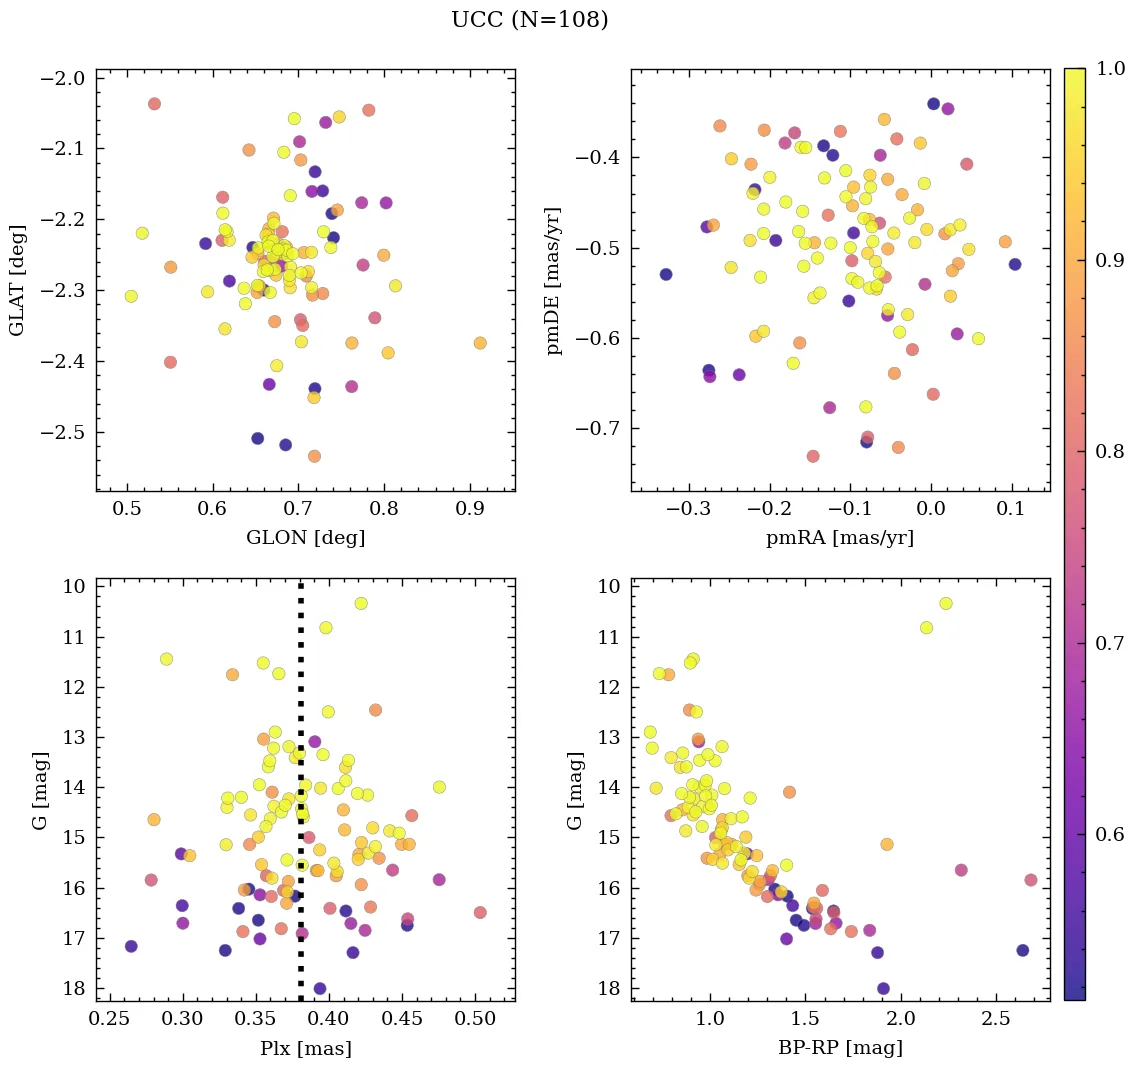 UCC (N=108)
−2.0
−2.1
−2.2
−2.3
−2.4
−2.5
GLAT [deg]
0.5 0.6 0.7 0.8 0.9
GLON [deg]
−0.4
−0.5
−0.6
−0.7
pmDE [mas/yr]
−0.3 −0.2 −0.1 0.0 0.1
pmRA [mas/yr]
10
11
12
13
14
15
16
17
18
G [mag]
0.25 0.30 0.35 0.40 0.45 0.50
Plx [mas]
10
11
12
13
14
15
16
17
18
G [mag]
1.0 1.5 2.0 2.5
BP-RP [mag]
1.0
0.9
0.8
0.7
0.6